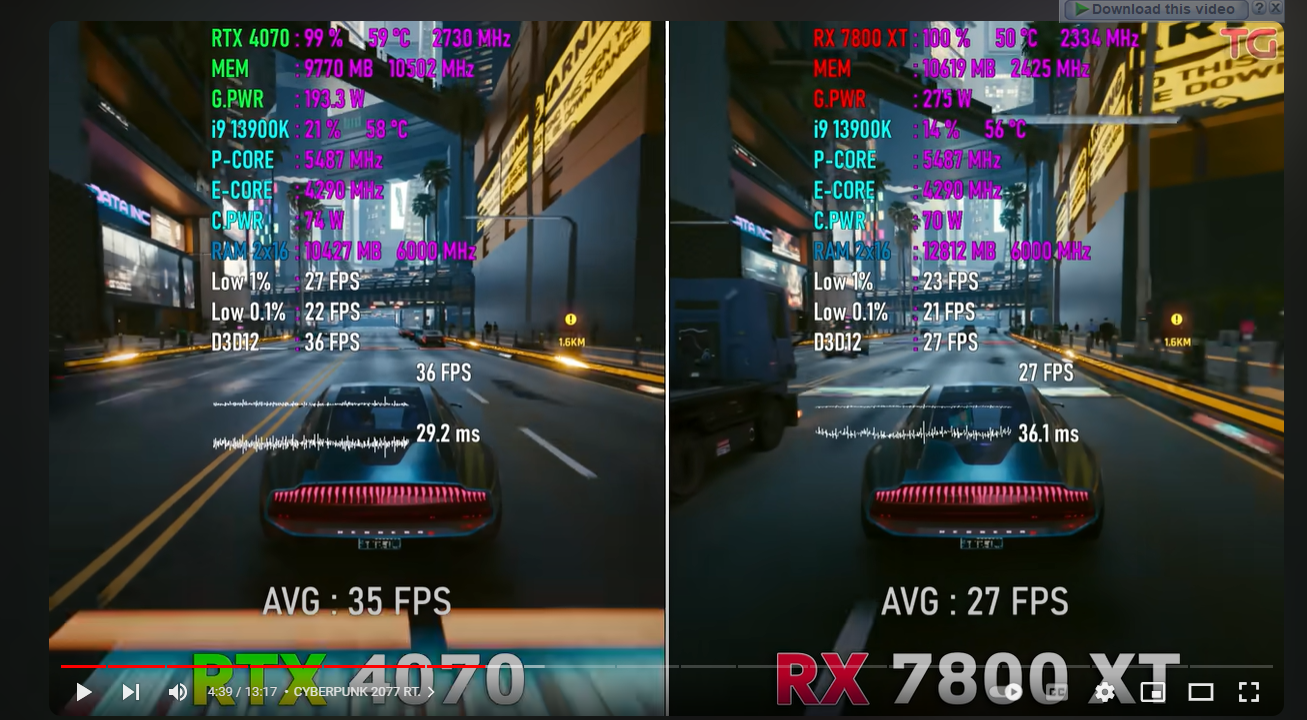 Download this video ? X
RTX 4070 : 99 % 59 °C 2730 MHz
MEM : 9770 MB 10502 MHz
G.PWR : 193.3 W
i9 13900K : 21 % 58 °C
P-CORE : 5487 MHz
E-CORE : 4290 MHz
C.PWR : 74 W
RAM 2x16 : 10427 MB 6000 MHz
Low 1% : 27 FPS
Low 0.1% : 22 FPS
D3D12 : 36 FPS
36 FPS
29.2 ms
DATA INC
1.6KM
AVG : 35 FPS
RTX 4070
RX 7800 XT : 100 % 50 °C 2334 MHz
MEM : 10619 MB 2425 MHz
G.PWR : 275 W
i9 13900K : 14 % 56 °C
P-CORE : 5487 MHz
E-CORE : 4290 MHz
C.PWR : 70 W
RAM 2x16 : 12812 MB 6000 MHz
Low 1% : 23 FPS
Low 0.1% : 21 FPS
D3D12 : 27 FPS
27 FPS
36.1 ms
TG
DATA INC
1.6KM
AVG : 27 FPS
RX 7800 XT
4:39 / 13:17 • CYBERPUNK 2077 RT. >